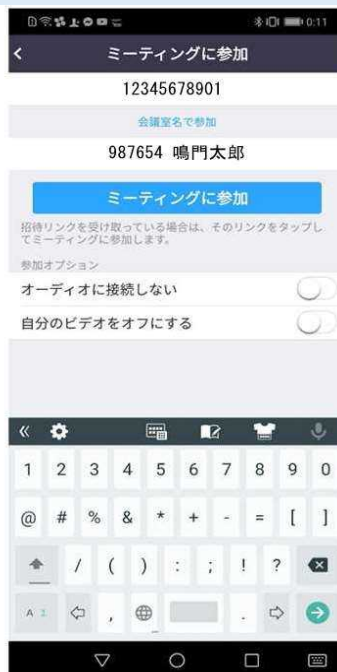 0:11
ミーティングに参加
12345678901
会議室名で参加
987654 鳴門太郎
ミーティングに参加
招待リンクを受け取っている場合は、そのリンクをタップし
てミーティングに参加します。
参加オプション
オーディオに接続しない
自分のビデオをオフにする
1 2 3 4 5 6 7 8 9 0
@ # % & * + - = [ ]
/ ( ) : ; ! ?
A , .